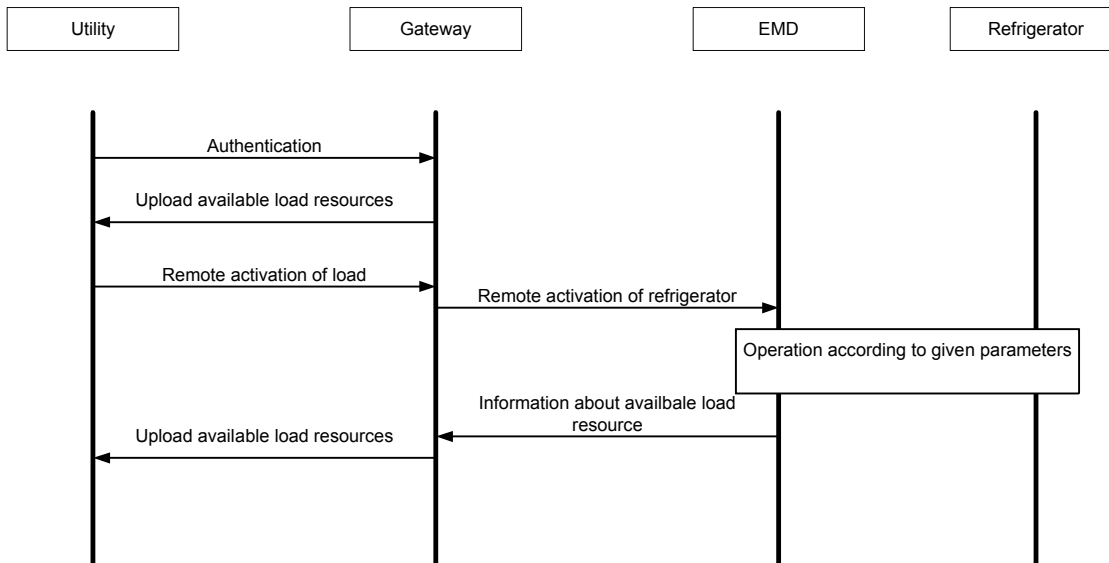 Utility
Gateway
EMD
Refrigerator
Authentication
Upload available load resources
Remote activation of load
Remote activation of refrigerator
Operation according to given parameters
Information about availbale load
resource
Upload available load resources